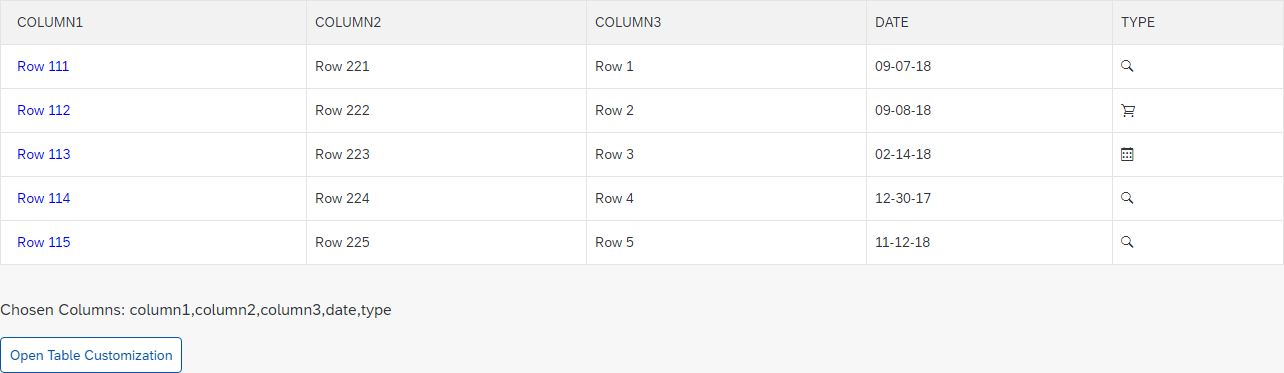 COLUMN1 COLUMN2 COLUMN3 DATE TYPE
Row 111 Row 221 Row 1 09-07-18
Row 112 Row 222 Row 2 09-08-18
Row 113 Row 223 Row 3 02-14-18
Row 114 Row 224 Row 4 12-30-17
Row 115 Row 225 Row 5 11-12-18
Chosen Columns: column1,column2,column3,date,type
Open Table Customization